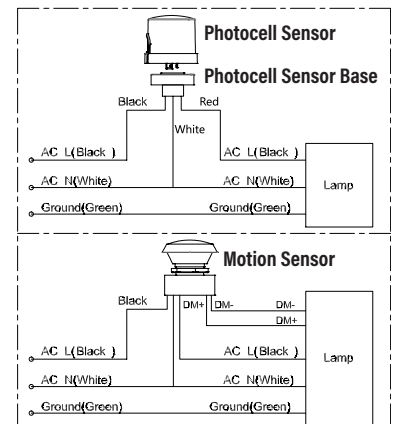 Photocell Sensor
Photocell Sensor Base
Black Red
White
AC L(Black ) AC L(Black )
AC N(White) AC N(White)
Lamp
Ground(Green) Ground(Green)
Motion Sensor
Black DM+ DM- DM-
DM+
AC L(Black ) AC L(Black )
Lamp
AC N(White) AC N(White)
Ground(Green) Ground(Green)